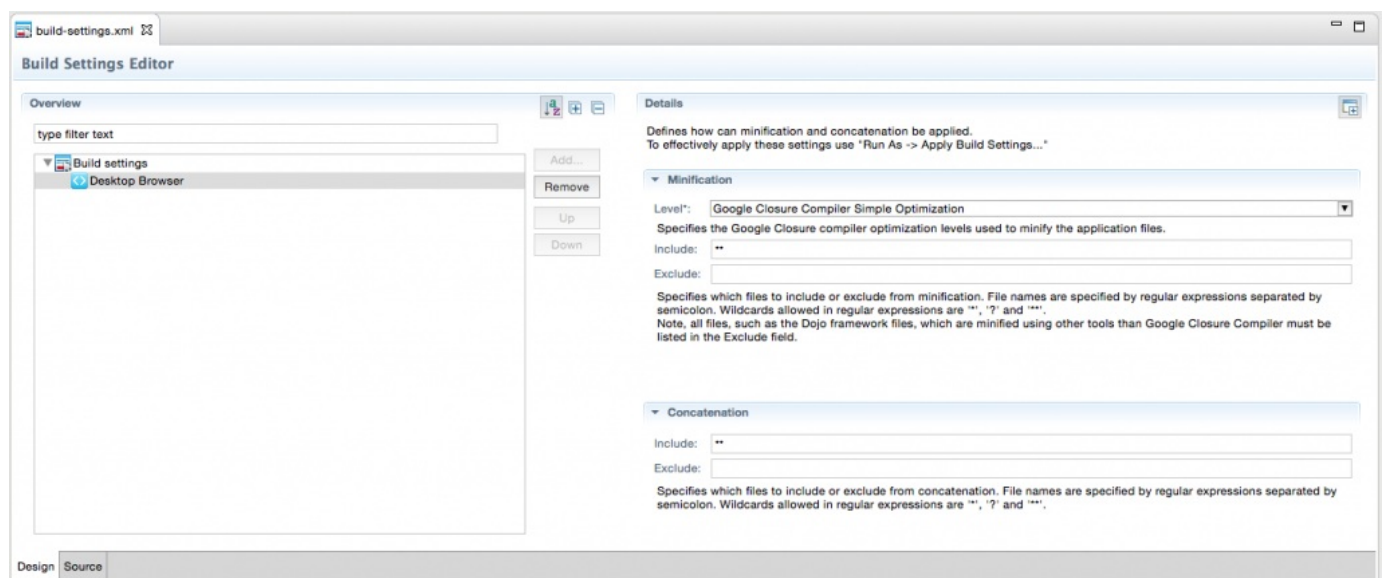 build-settings.xml
Build Settings Editor
Overview
type filter text
Build settings
Desktop Browser
Add...
Remove
Up
Down
Details
Defines how can minification and concatenation be applied.
To effectively apply these settings use "Run As -> Apply Build Settings..."
Minification
Level*: Google Closure Compiler Simple Optimization
Specifies the Google Closure compiler optimization levels used to minify the application files.
Include: **
Exclude:
Specifies which files to include or exclude from minification. File names are specified by regular expressions separated by
semicolon. Wildcards allowed in regular expressions are '*', '?' and '**'.
Note, all files, such as the Dojo framework files, which are minified using other tools than Google Closure Compiler must be
listed in the Exclude field.
Concatenation
Include: **
Exclude:
Specifies which files to include or exclude from concatenation. File names are specified by regular expressions separated by
semicolon. Wildcards allowed in regular expressions are '*', '?' and '**'.
Design Source